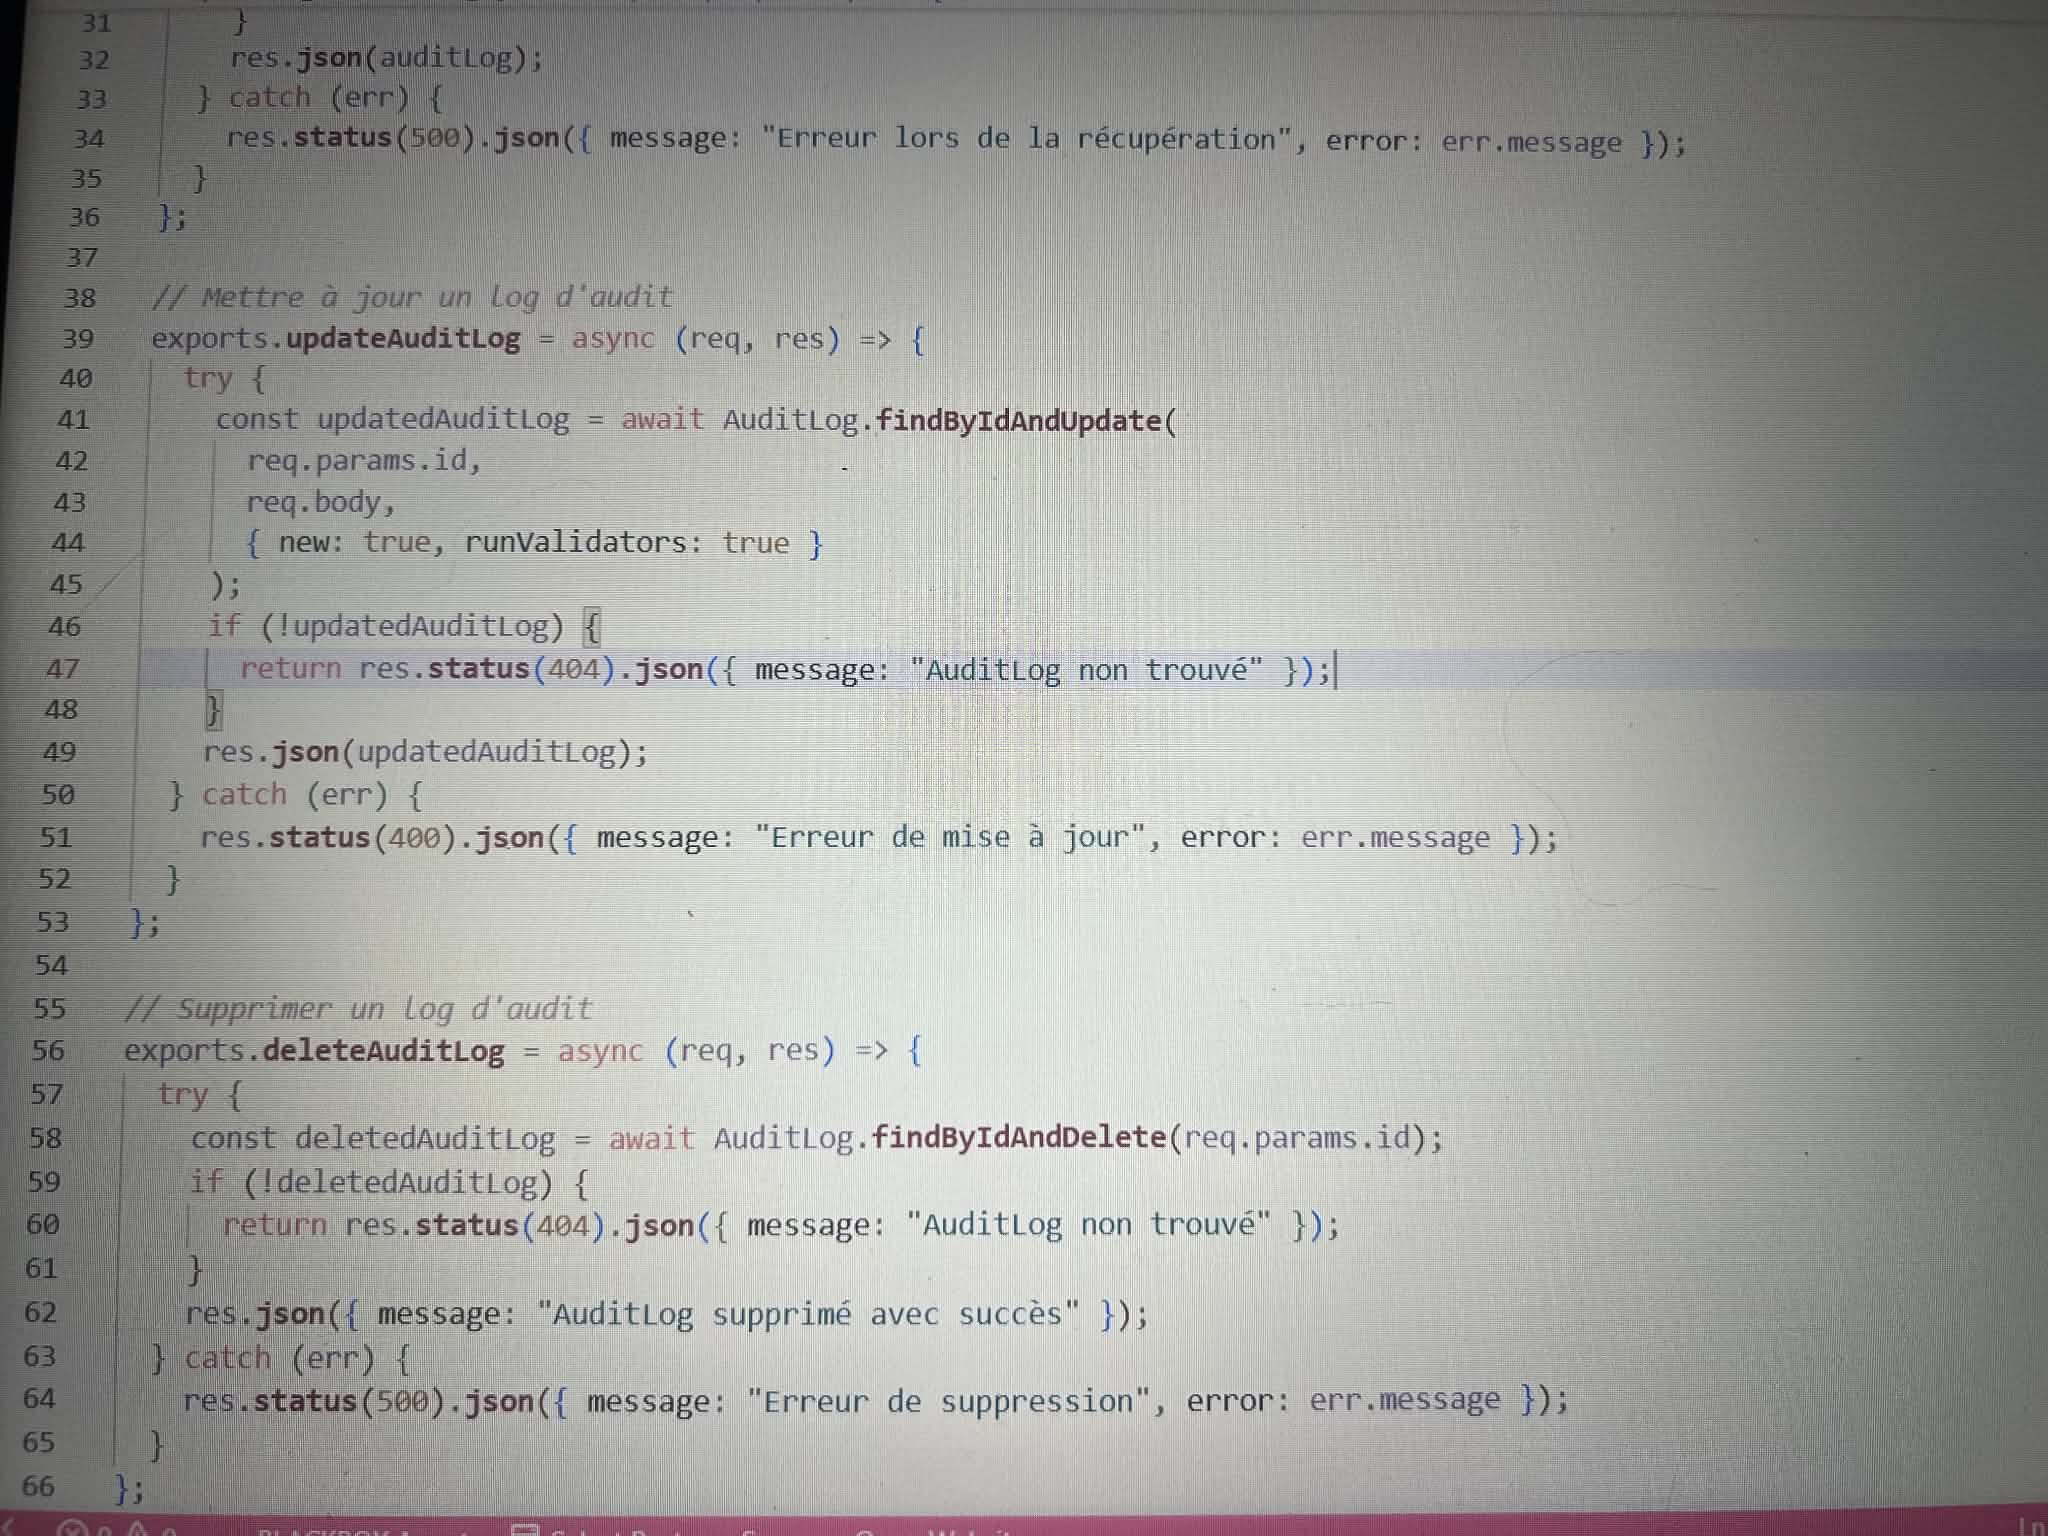 31 }
32 res.json(auditLog);
33 } catch (err) {
34 res.status(500).json({ message: "Erreur lors de la récupération", error: err.message });
35 }
36 };
37
38 // Mettre à jour un log d'audit
39 exports.updateAuditLog = async (req, res) => {
40 try {
41 const updatedAuditLog = await AuditLog.findByIdAndUpdate(
42 req.params.id,
43 req.body,
44 { new: true, runValidators: true }
45 );
46 if (!updatedAuditLog) {
47 return res.status(404).json({ message: "AuditLog non trouvé" });
48 }
49 res.json(updatedAuditLog);
50 } catch (err) {
51 res.status(400).json({ message: "Erreur de mise à jour", error: err.message });
52 }
53 };
54
55 // Supprimer un log d'audit
56 exports.deleteAuditLog = async (req, res) => {
57 try {
58 const deletedAuditLog = await AuditLog.findByIdAndDelete(req.params.id);
59 if (!deletedAuditLog) {
60 return res.status(404).json({ message: "AuditLog non trouvé" });
61 }
62 res.json({ message: "AuditLog supprimé avec succès" });
63 } catch (err) {
64 res.status(500).json({ message: "Erreur de suppression", error: err.message });
65 }
66 };